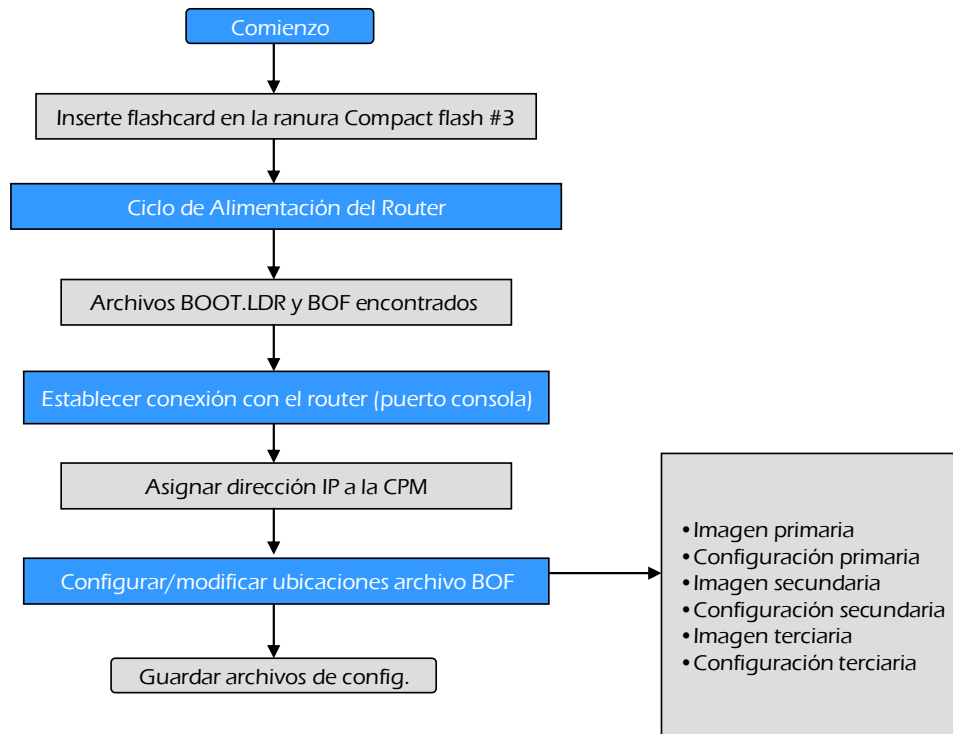 Comienzo
Inserte flashcard en la ranura Compact flash #3
Ciclo de Alimentación del Router
Archivos BOOT.LDR y BOF encontrados
Establecer conexión con el router (puerto consola)
Asignar dirección IP a la CPM
Configurar/modificar ubicaciones archivo BOF
Guardar archivos de config.
•Imagen primaria
•Configuración primaria
•Imagen secundaria
•Configuración secundaria
•Imagen terciaria
•Configuración terciaria